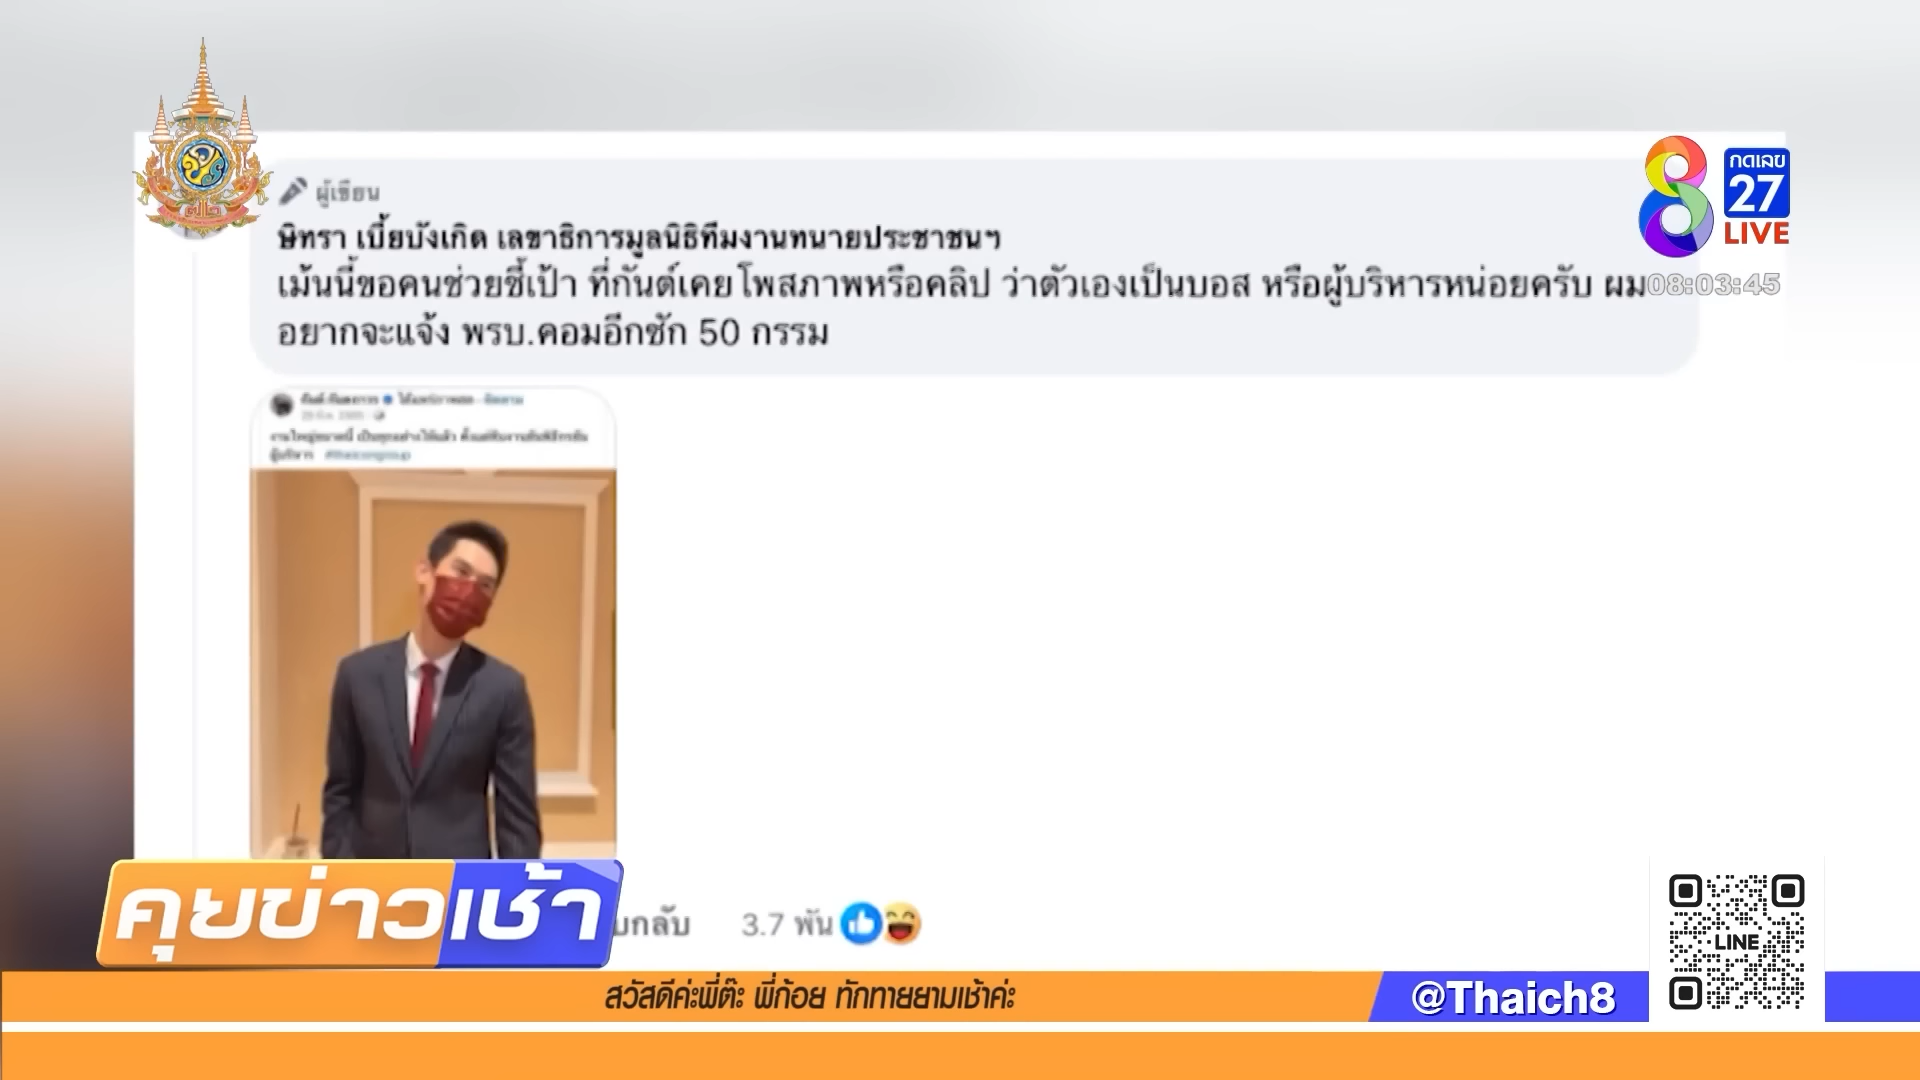 กดเลข
27
LIVE
08:03:45
ผู้เขียน
ษิทรา เบี้ยบังเกิด เลขาธิการมูลนิธิทีมงานทนายประชาชนฯ
เม้นนี้ขอคนช่วยชี้เป้า ที่กันต์เคยโพสภาพหรือคลิป ว่าตัวเองเป็นบอส หรือผู้บริหารหน่อยครับ ผม
อยากจะแจ้ง พรบ.คอมอีกซัก 50 กรรม
#thaicongroup
คุยข่าวเช้า
บกลับ 3.7 พัน
สวัสดีค่ะพี่ต๊ะ พี่ก้อย ทักทายยามเช้าค่ะ
@Thaich8
LINE